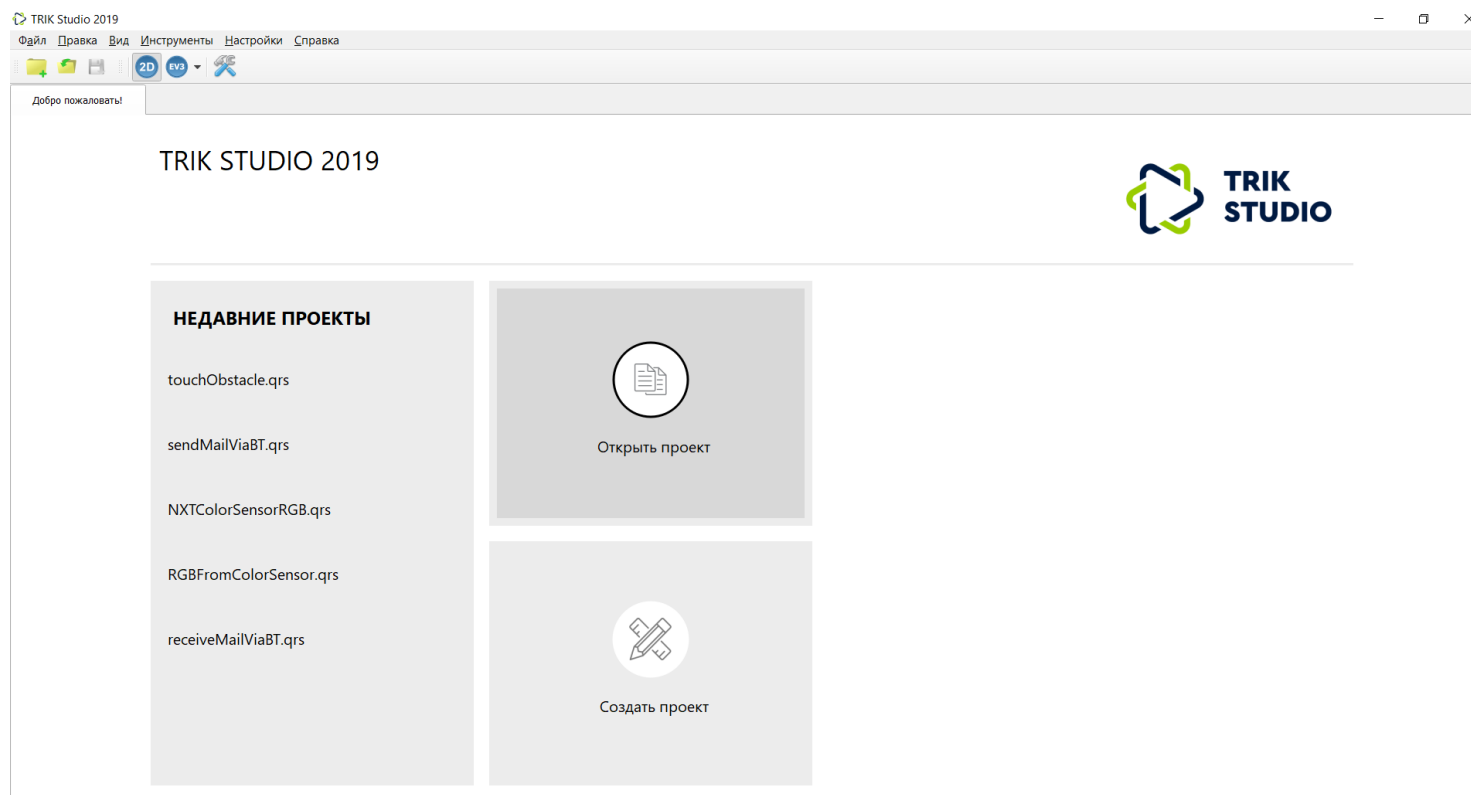 TRIK Studio 2019
Файл Правка Вид Инструменты Настройки Справка
2D EV3
Добро пожаловать!
TRIK STUDIO 2019
TRIK
STUDIO
НЕДАВНИЕ ПРОЕКТЫ
touchObstacle.qrs
sendMailViaBT.qrs
NXTColorSensorRGB.qrs
RGBFromColorSensor.qrs
receiveMailViaBT.qrs
Открыть проект
Создать проект